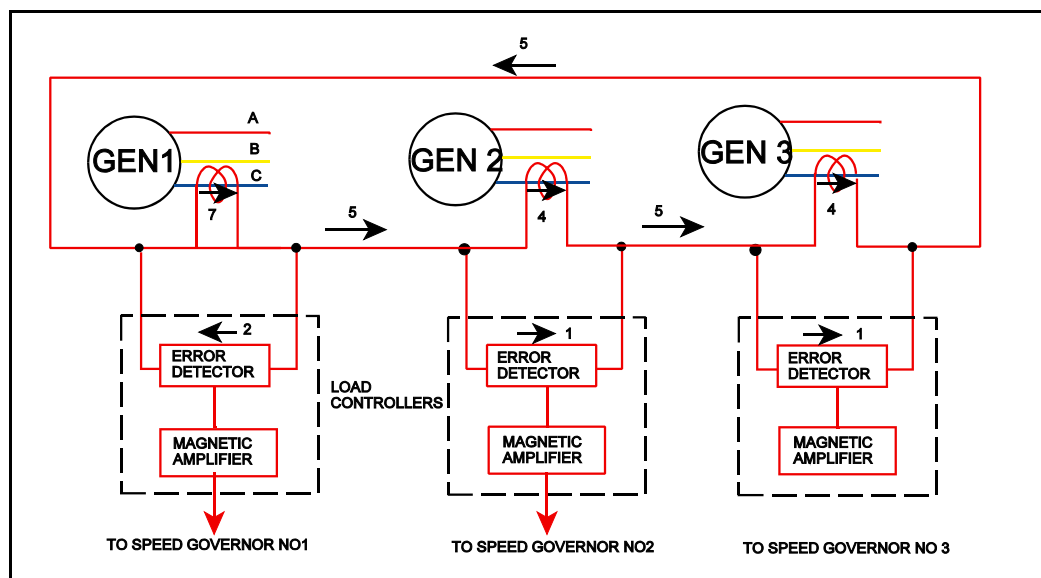 5
GEN1
A
B
C
7
GEN 2
4
GEN 3
4
5
5
2
ERROR
DETECTOR
MAGNETIC
AMPLIFIER
LOAD
CONTROLLERS
1
ERROR
DETECTOR
MAGNETIC
AMPLIFIER
1
ERROR
DETECTOR
MAGNETIC
AMPLIFIER
TO SPEED GOVERNOR NO1
TO SPEED GOVERNOR NO2
TO SPEED GOVERNOR NO 3